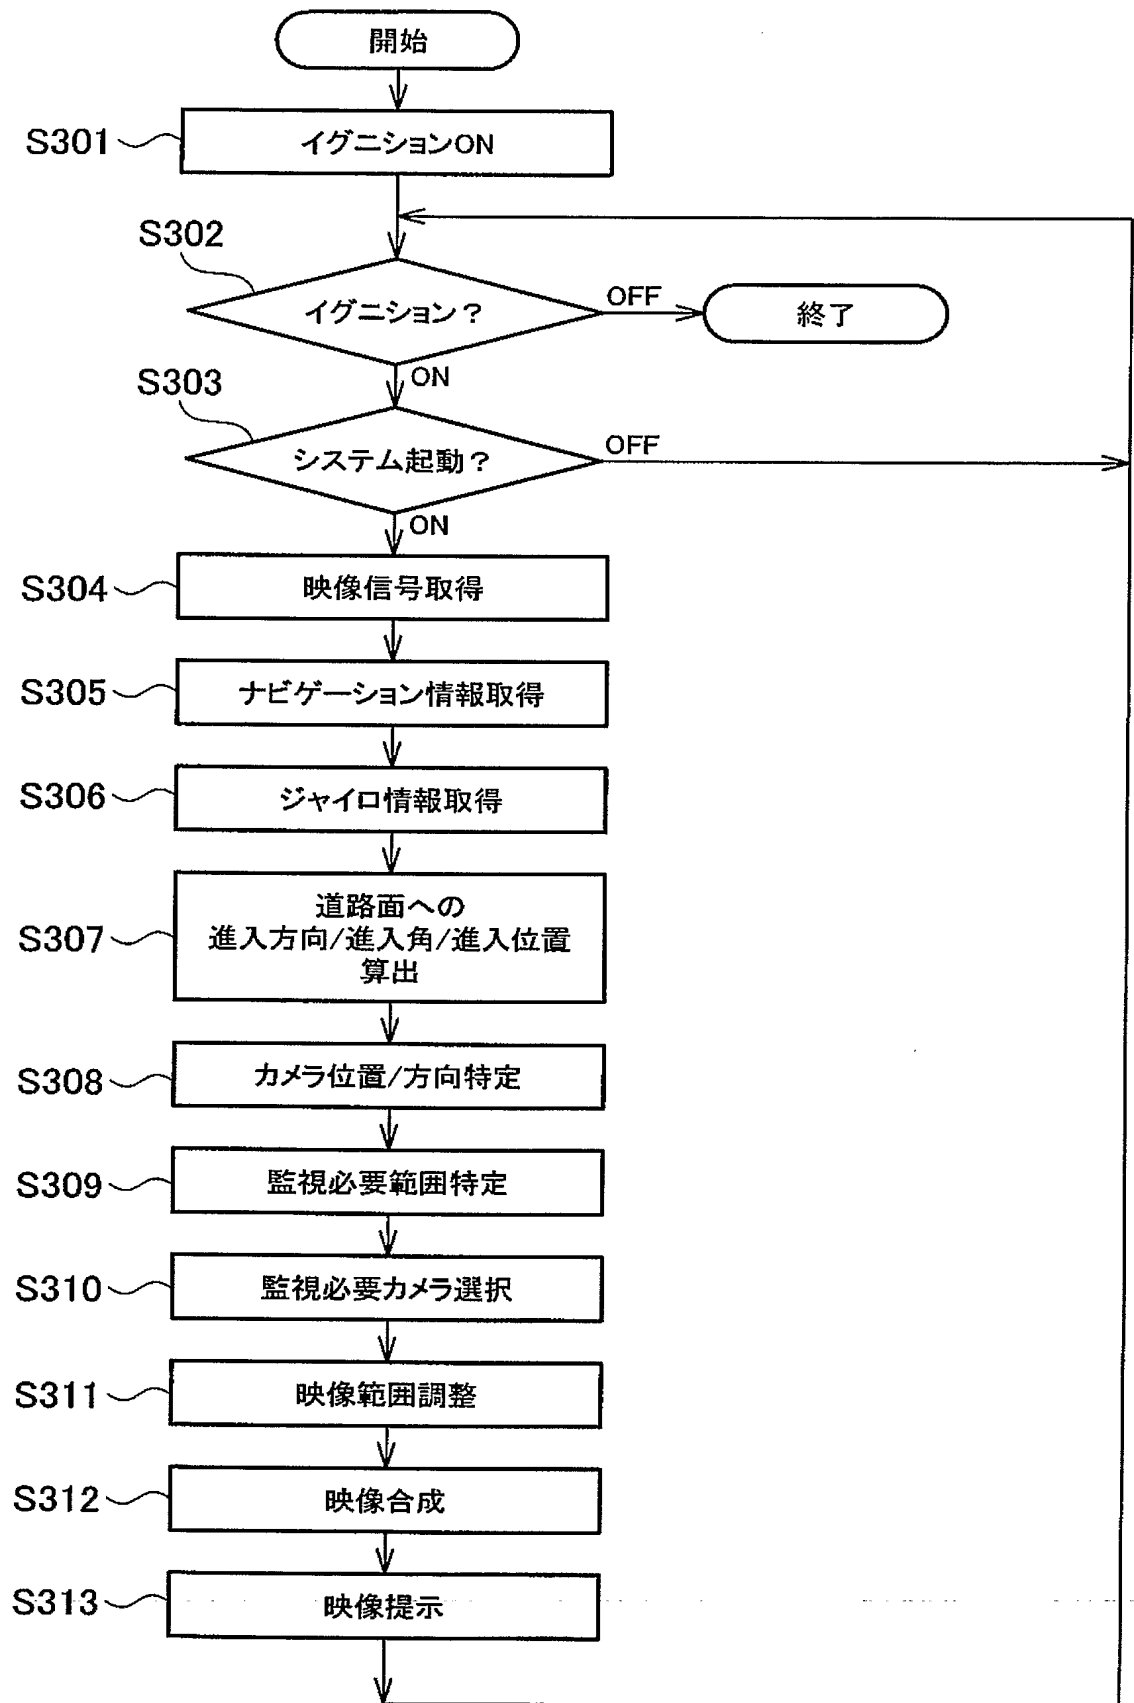 開始
S301
イグニションON
S302
イグニション？
OFF
終了
ON
S303
システム起動？
OFF
ON
S304
映像信号取得
S305
ナビゲーション情報取得
S306
ジャイロ情報取得
S307
道路面への
進入方向/進入角/進入位置
算出
S308
カメラ位置/方向特定
S309
監視必要範囲特定
S310
監視必要カメラ選択
S311
映像範囲調整
S312
映像合成
S313
映像提示